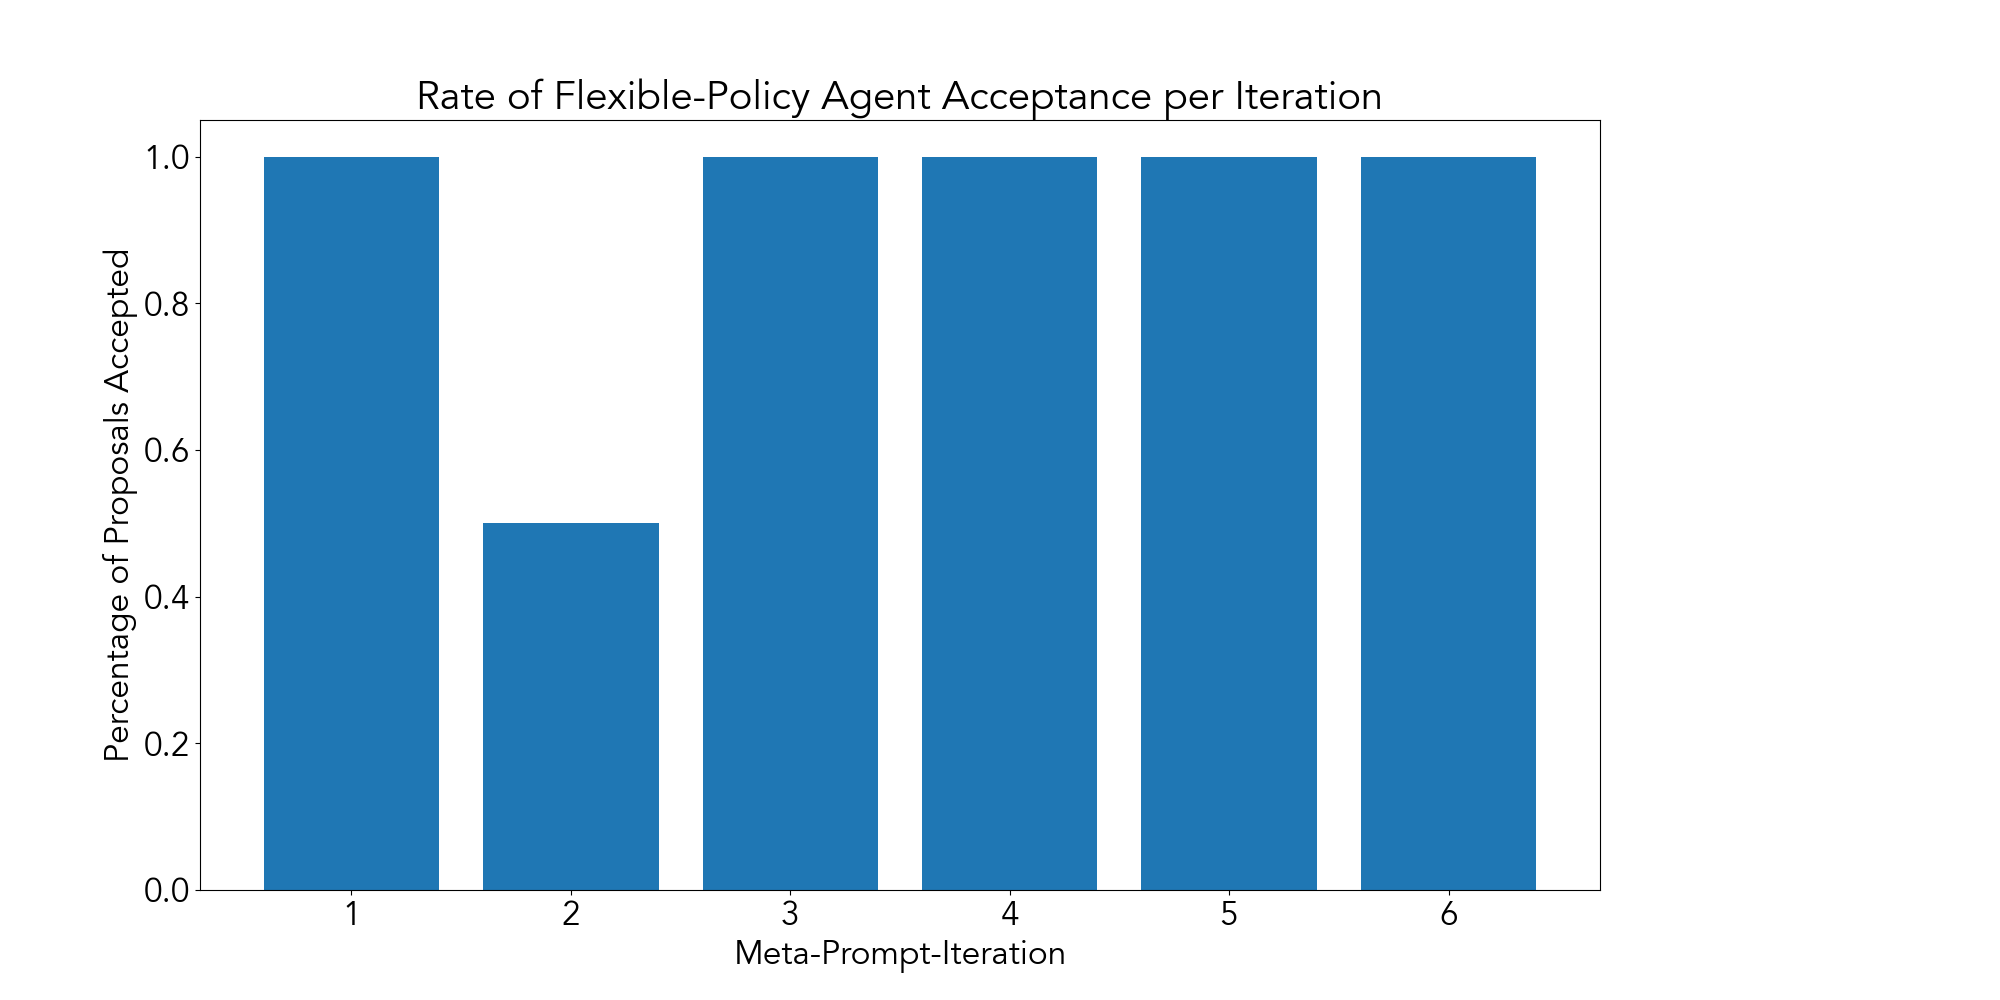 Rate of Flexible-Policy Agent Acceptance per Iteration
Percentage of Proposals Accepted
1.0
0.8
0.6
0.4
0.2
0.0
1 2 3 4 5 6
Meta-Prompt-Iteration